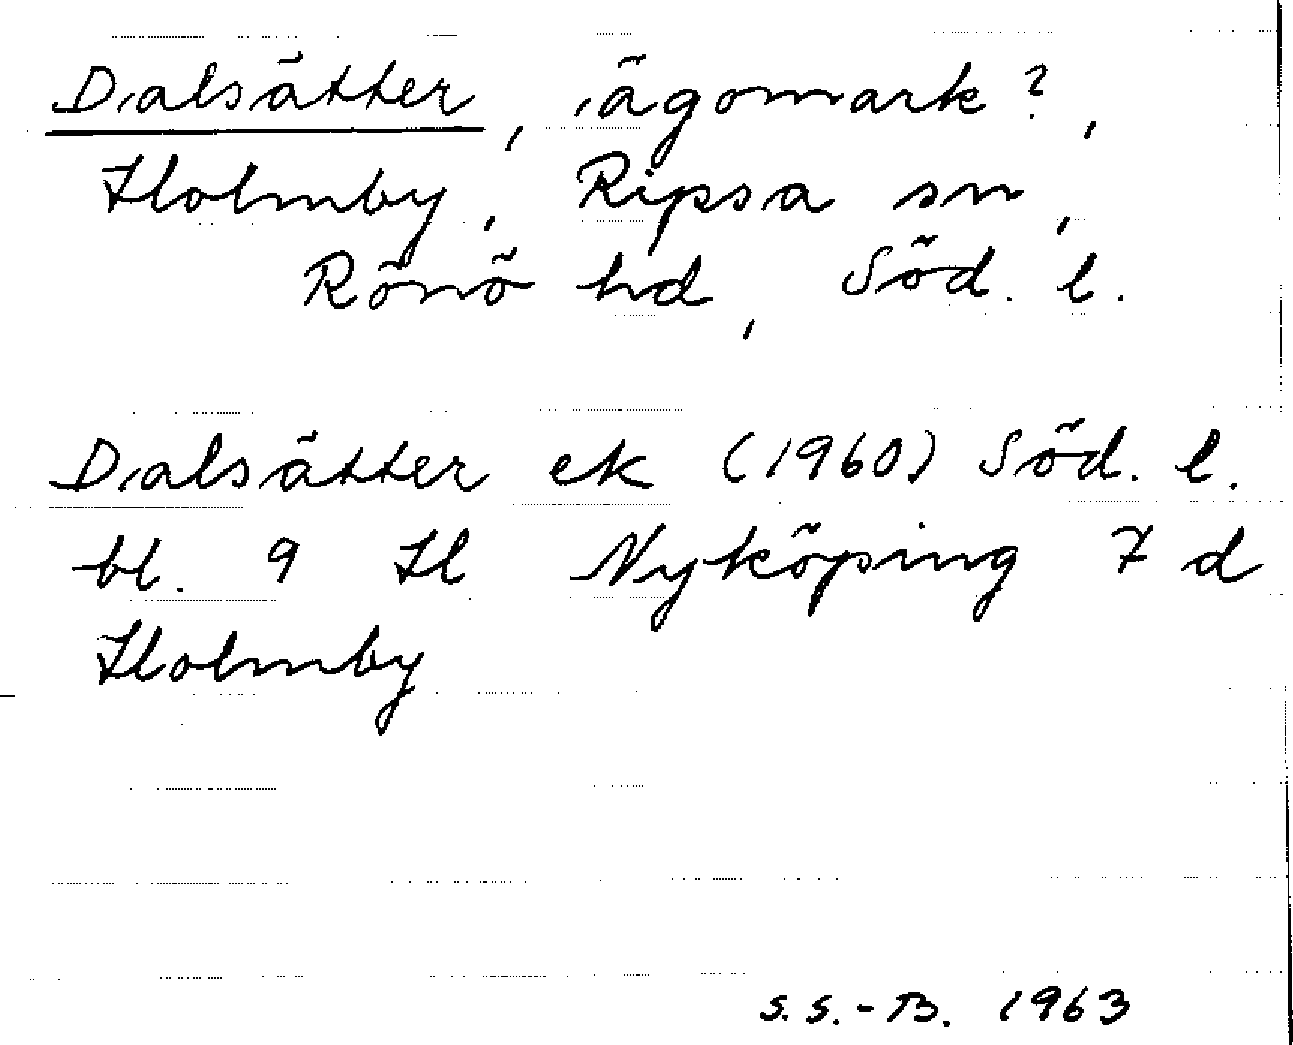 Dalsätter, ägomark?,
Holmby, Ripsa sn,
Rönö hd, Söd. l.
Dalsätter ek (1960) Söd. l.
bl. 9 H Nyköping 7 d
Holmby
S. S.-B. 1963